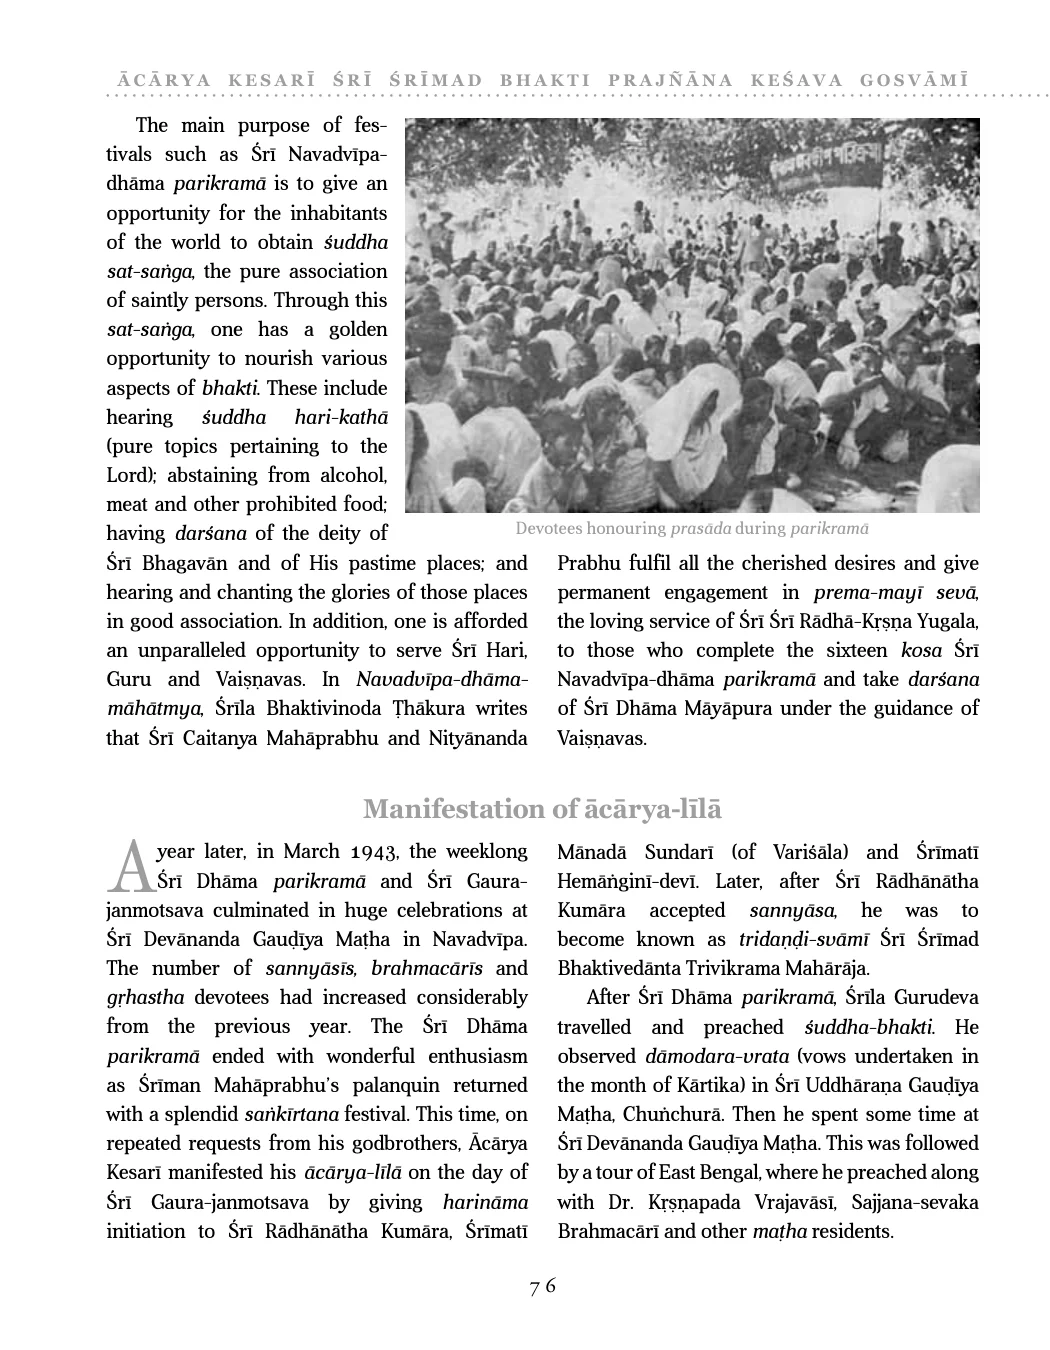 ĀCĀRYA KESARĪ ŚRĪ ŚRĪMAD BHAKTI PRAJÑĀNA KEŚAVA GOSVĀMĪ
The main purpose of fes-
tivals such as Śrī Navadvīpa-
dhāma parikramā is to give an
opportunity for the inhabitants
of the world to obtain śuddha
sat-saṅga, the pure association
of saintly persons. Through this
sat-saṅga, one has a golden
opportunity to nourish various
aspects of bhakti. These include
hearing śuddha hari-kathā
(pure topics pertaining to the
Lord); abstaining from alcohol,
meat and other prohibited food;
having darśana of the deity of
Śrī Bhagavān and of His pastime places; and
hearing and chanting the glories of those places
in good association. In addition, one is afforded
an unparalleled opportunity to serve Śrī Hari,
Guru and Vaiṣṇavas. In Navadvīpa-dhāma-
māhātmya, Śrīla Bhaktivinoda Ṭhākura writes
that Śrī Caitanya Mahāprabhu and Nityānanda
Devotees honouring prasāda during parikramā
Prabhu fulfil all the cherished desires and give
permanent engagement in prema-mayī sevā,
the loving service of Śrī Śrī Rādhā-Kṛṣṇa Yugala,
to those who complete the sixteen kosa Śrī
Navadvīpa-dhāma parikramā and take darśana
of Śrī Dhāma Māyāpura under the guidance of
Vaiṣṇavas.
Manifestation of ācārya-līlā
A year later, in March 1943, the weeklong
Śrī Dhāma parikramā and Śrī Gaura-
janmotsava culminated in huge celebrations at
Śrī Devānanda Gauḍīya Maṭha in Navadvīpa.
The number of sannyāsīs, brahmacārīs and
gṛhastha devotees had increased considerably
from the previous year. The Śrī Dhāma
parikramā ended with wonderful enthusiasm
as Śrīman Mahāprabhu's palanquin returned
with a splendid saṅkīrtana festival. This time, on
repeated requests from his godbrothers, Ācārya
Kesarī manifested his ācārya-līlā on the day of
Śrī Gaura-janmotsava by giving harināma
initiation to Śrī Rādhānātha Kumāra, Śrīmatī
Mānadā Sundarī (of Variśāla) and Śrīmatī
Hemāṅginī-devī. Later, after Śrī Rādhānātha
Kumāra accepted sannyāsa, he was to
become known as tridaṇḍi-svāmī Śrī Śrīmad
Bhaktivedānta Trivikrama Mahārāja.
After Śrī Dhāma parikramā, Śrīla Gurudeva
travelled and preached śuddha-bhakti. He
observed dāmodara-vrata (vows undertaken in
the month of Kārtika) in Śrī Uddhāraṇa Gauḍīya
Maṭha, Chuṅchurā. Then he spent some time at
Śrī Devānanda Gauḍīya Maṭha. This was followed
by a tour of East Bengal, where he preached along
with Dr. Kṛṣṇapada Vrajavāsī, Sajjana-sevaka
Brahmacārī and other maṭha residents.
76